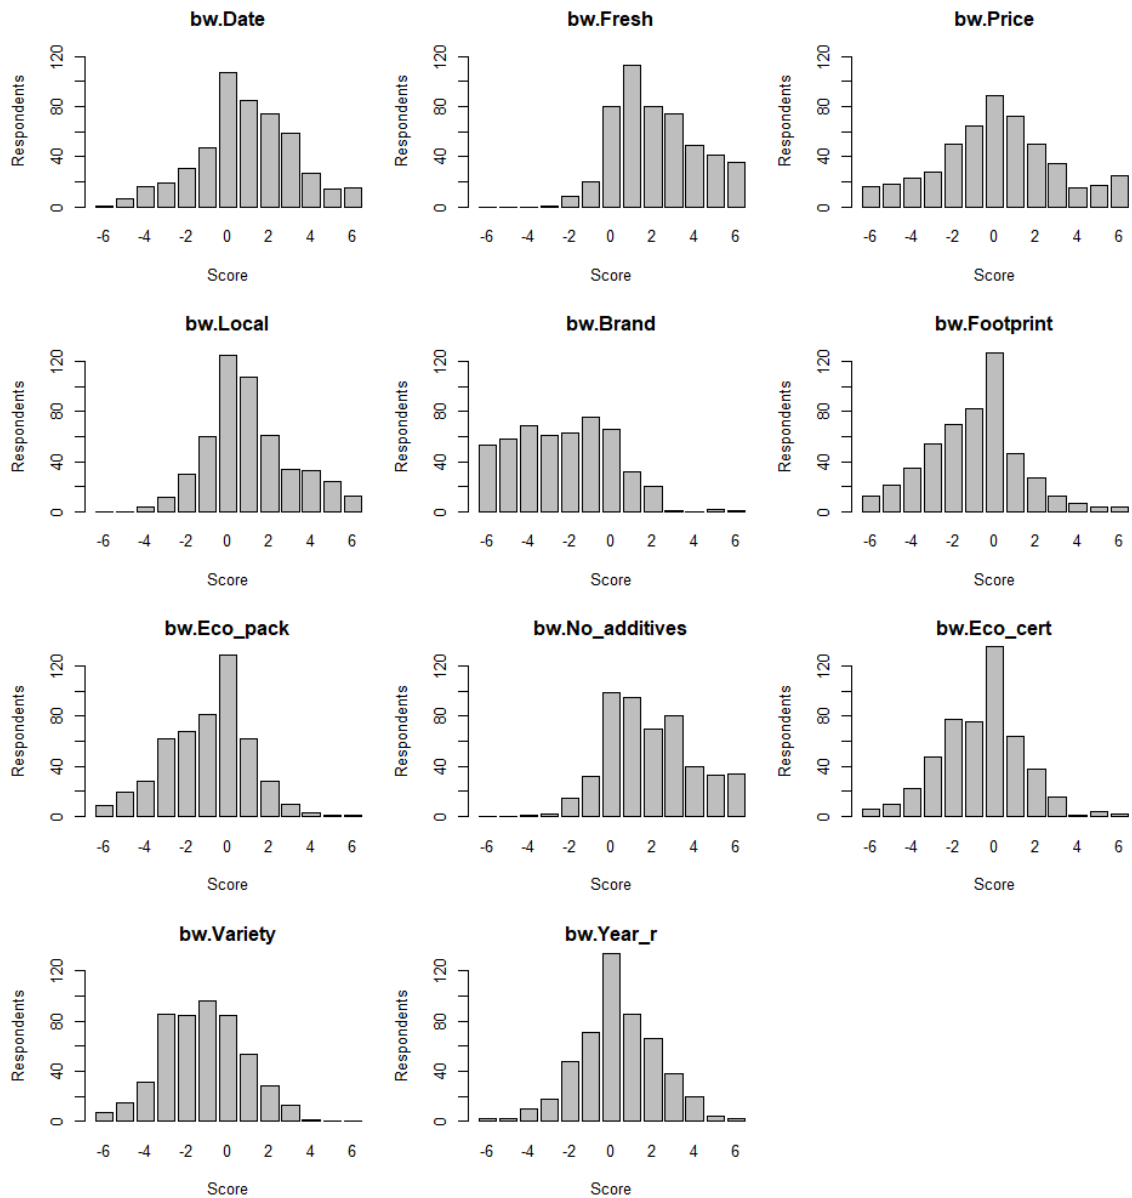 bw.Date
Respondents
0 40 80 120
-6 -4 -2 0 2 4 6
Score
bw.Fresh
Respondents
0 40 80 120
-6 -4 -2 0 2 4 6
Score
bw.Price
Respondents
0 40 80 120
-6 -4 -2 0 2 4 6
Score
bw.Local
Respondents
0 40 80 120
-6 -4 -2 0 2 4 6
Score
bw.Brand
Respondents
0 40 80 120
-6 -4 -2 0 2 4 6
Score
bw.Footprint
Respondents
0 40 80 120
-6 -4 -2 0 2 4 6
Score
bw.Eco_pack
Respondents
0 40 80 120
-6 -4 -2 0 2 4 6
Score
bw.No_additives
Respondents
0 40 80 120
-6 -4 -2 0 2 4 6
Score
bw.Eco_cert
Respondents
0 40 80 120
-6 -4 -2 0 2 4 6
Score
bw.Variety
Respondents
0 40 80 120
-6 -4 -2 0 2 4 6
Score
bw.Year_r
Respondents
0 40 80 120
-6 -4 -2 0 2 4 6
Score